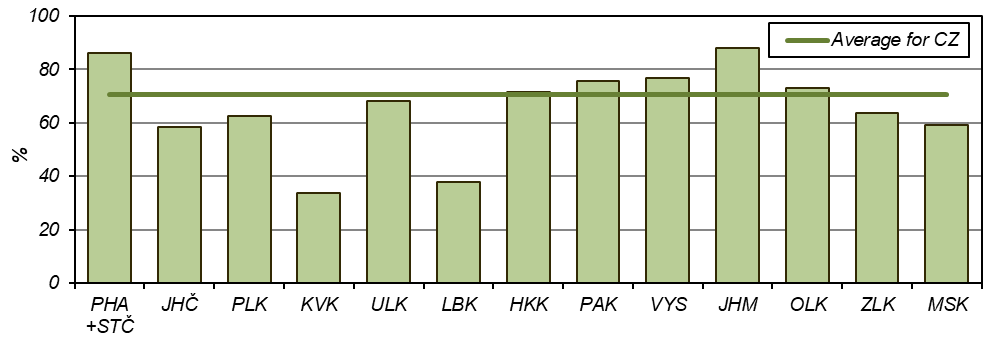 100
80
60
40
20
0
%
Average for CZ
PHA JHČ PLK KVK ULK LBK HKK PAK VYS JHM OLK ZLK MSK
+STČ